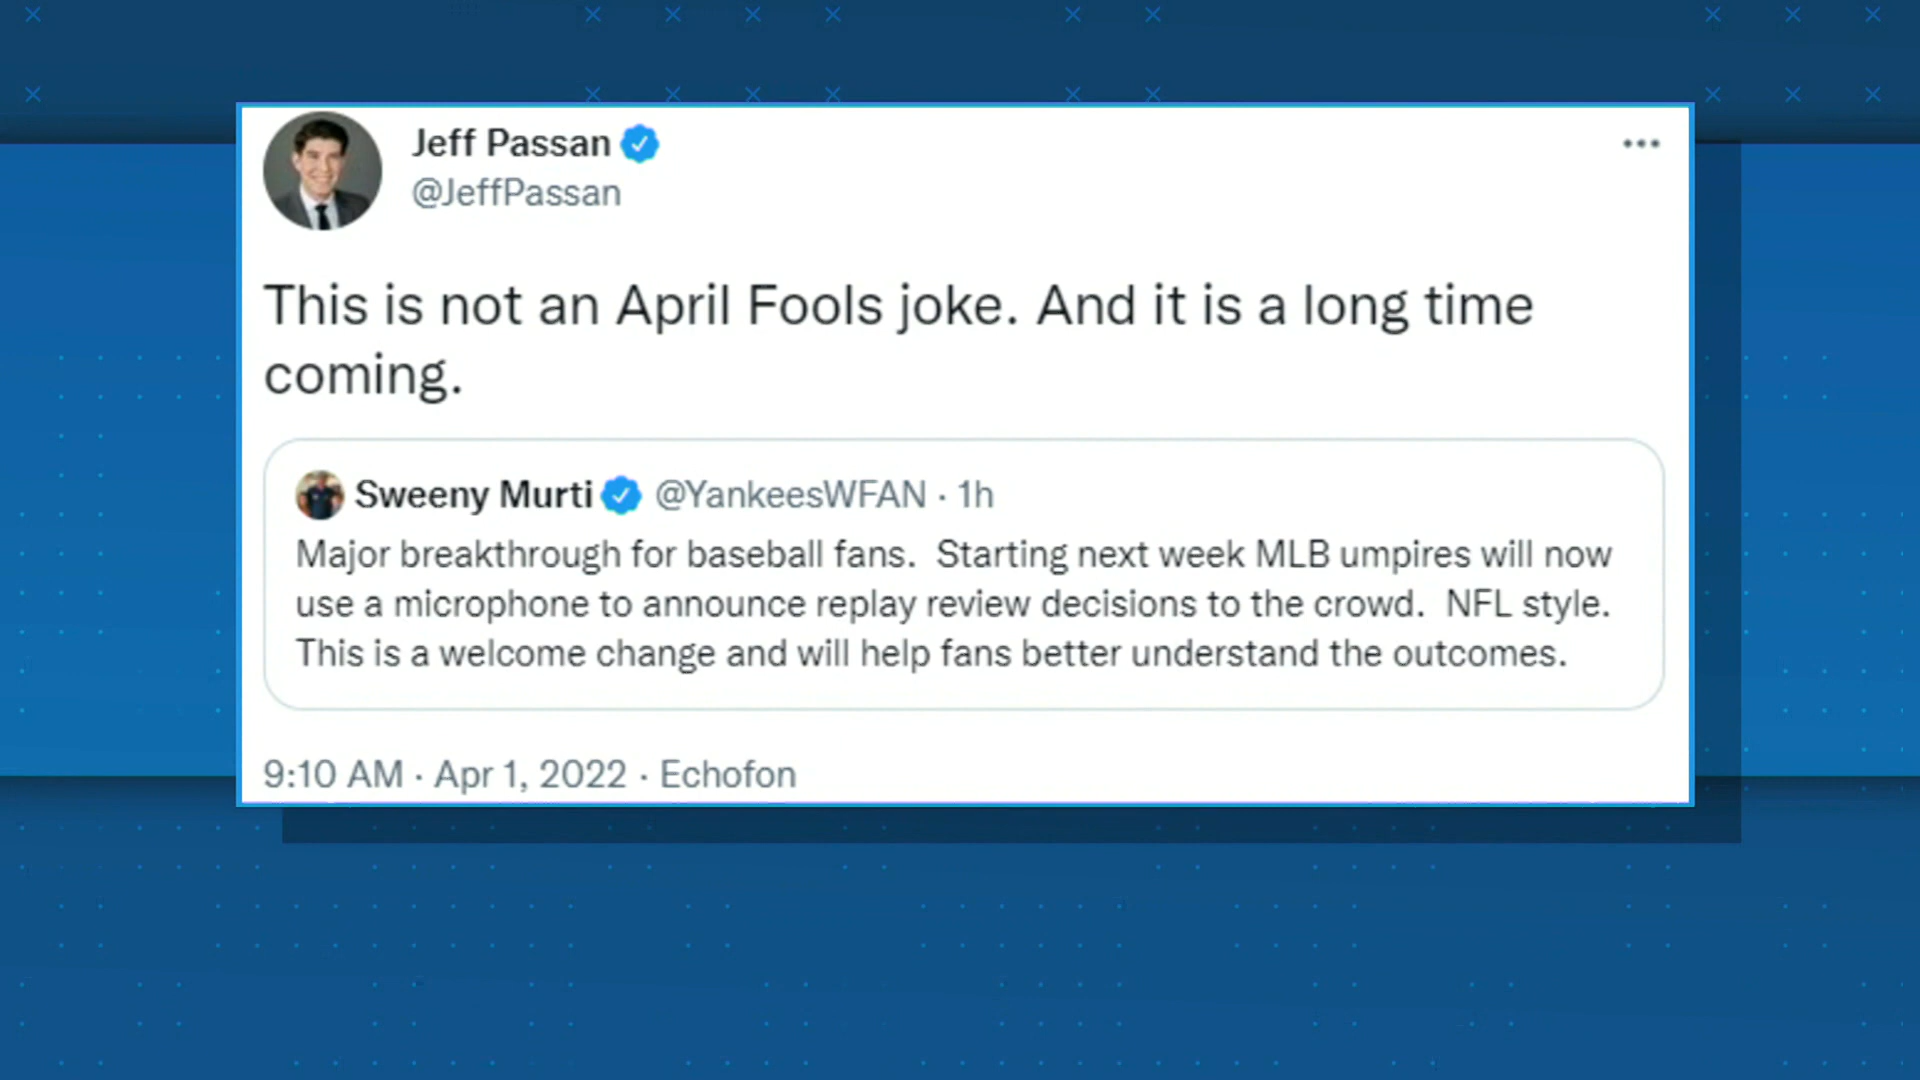 Jeff Passan
@JeffPassan
This is not an April Fools joke. And it is a long time
coming.
Sweeny Murti @YankeesWFAN · 1h
Major breakthrough for baseball fans.  Starting next week MLB umpires will now
use a microphone to announce replay review decisions to the crowd.  NFL style.
This is a welcome change and will help fans better understand the outcomes.
9:10 AM · Apr 1, 2022 · Echofon